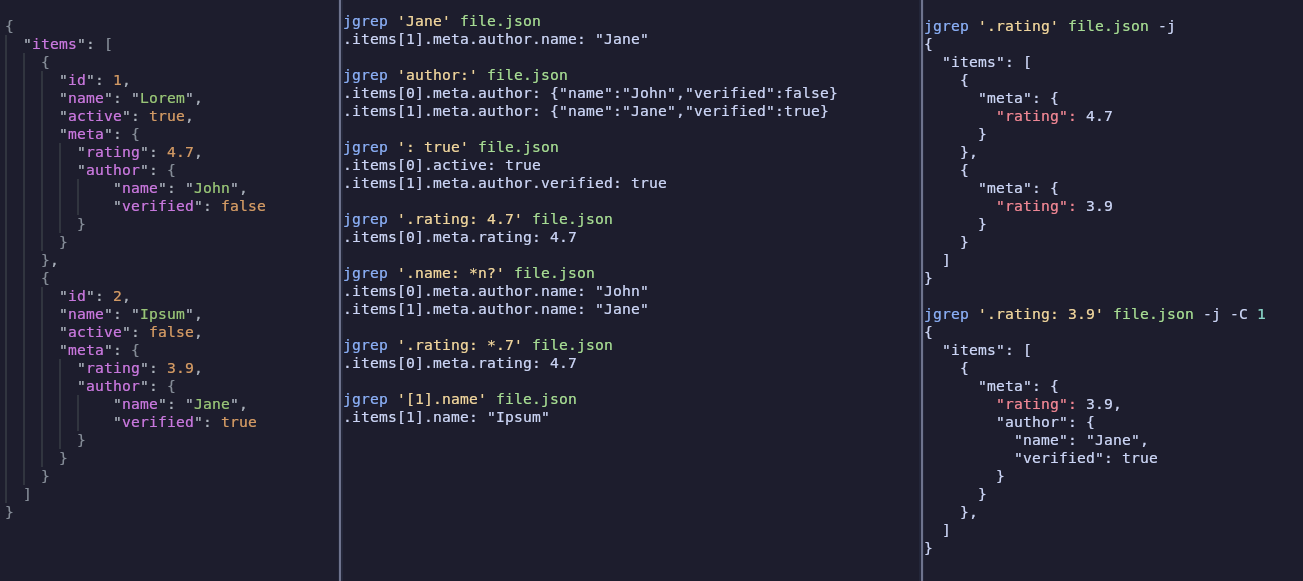 {
  "items": [
    {
      "id": 1,
      "name": "Lorem",
      "active": true,
      "meta": {
        "rating": 4.7,
        "author": {
            "name": "John",
            "verified": false
        }
      }
    },
    {
      "id": 2,
      "name": "Ipsum",
      "active": false,
      "meta": {
        "rating": 3.9,
        "author": {
            "name": "Jane",
            "verified": true
        }
      }
    }
  ]
}
jgrep 'Jane' file.json
.items[1].meta.author.name: "Jane"

jgrep 'author:' file.json
.items[0].meta.author: {"name":"John","verified":false}
.items[1].meta.author: {"name":"Jane","verified":true}

jgrep ': true' file.json
.items[0].active: true
.items[1].meta.author.verified: true

jgrep '.rating: 4.7' file.json
.items[0].meta.rating: 4.7

jgrep '.name: *n?' file.json
.items[0].meta.author.name: "John"
.items[1].meta.author.name: "Jane"

jgrep '.rating: *.7' file.json
.items[0].meta.rating: 4.7

jgrep '[1].name' file.json
.items[1].name: "Ipsum"
jgrep '.rating' file.json -j
{
  "items": [
    {
      "meta": {
        "rating": 4.7
      }
    },
    {
      "meta": {
        "rating": 3.9
      }
    }
  ]
}

jgrep '.rating: 3.9' file.json -j -C 1
{
  "items": [
    {
      "meta": {
        "rating": 3.9,
        "author": {
          "name": "Jane",
          "verified": true
        }
      }
    },
  ]
}